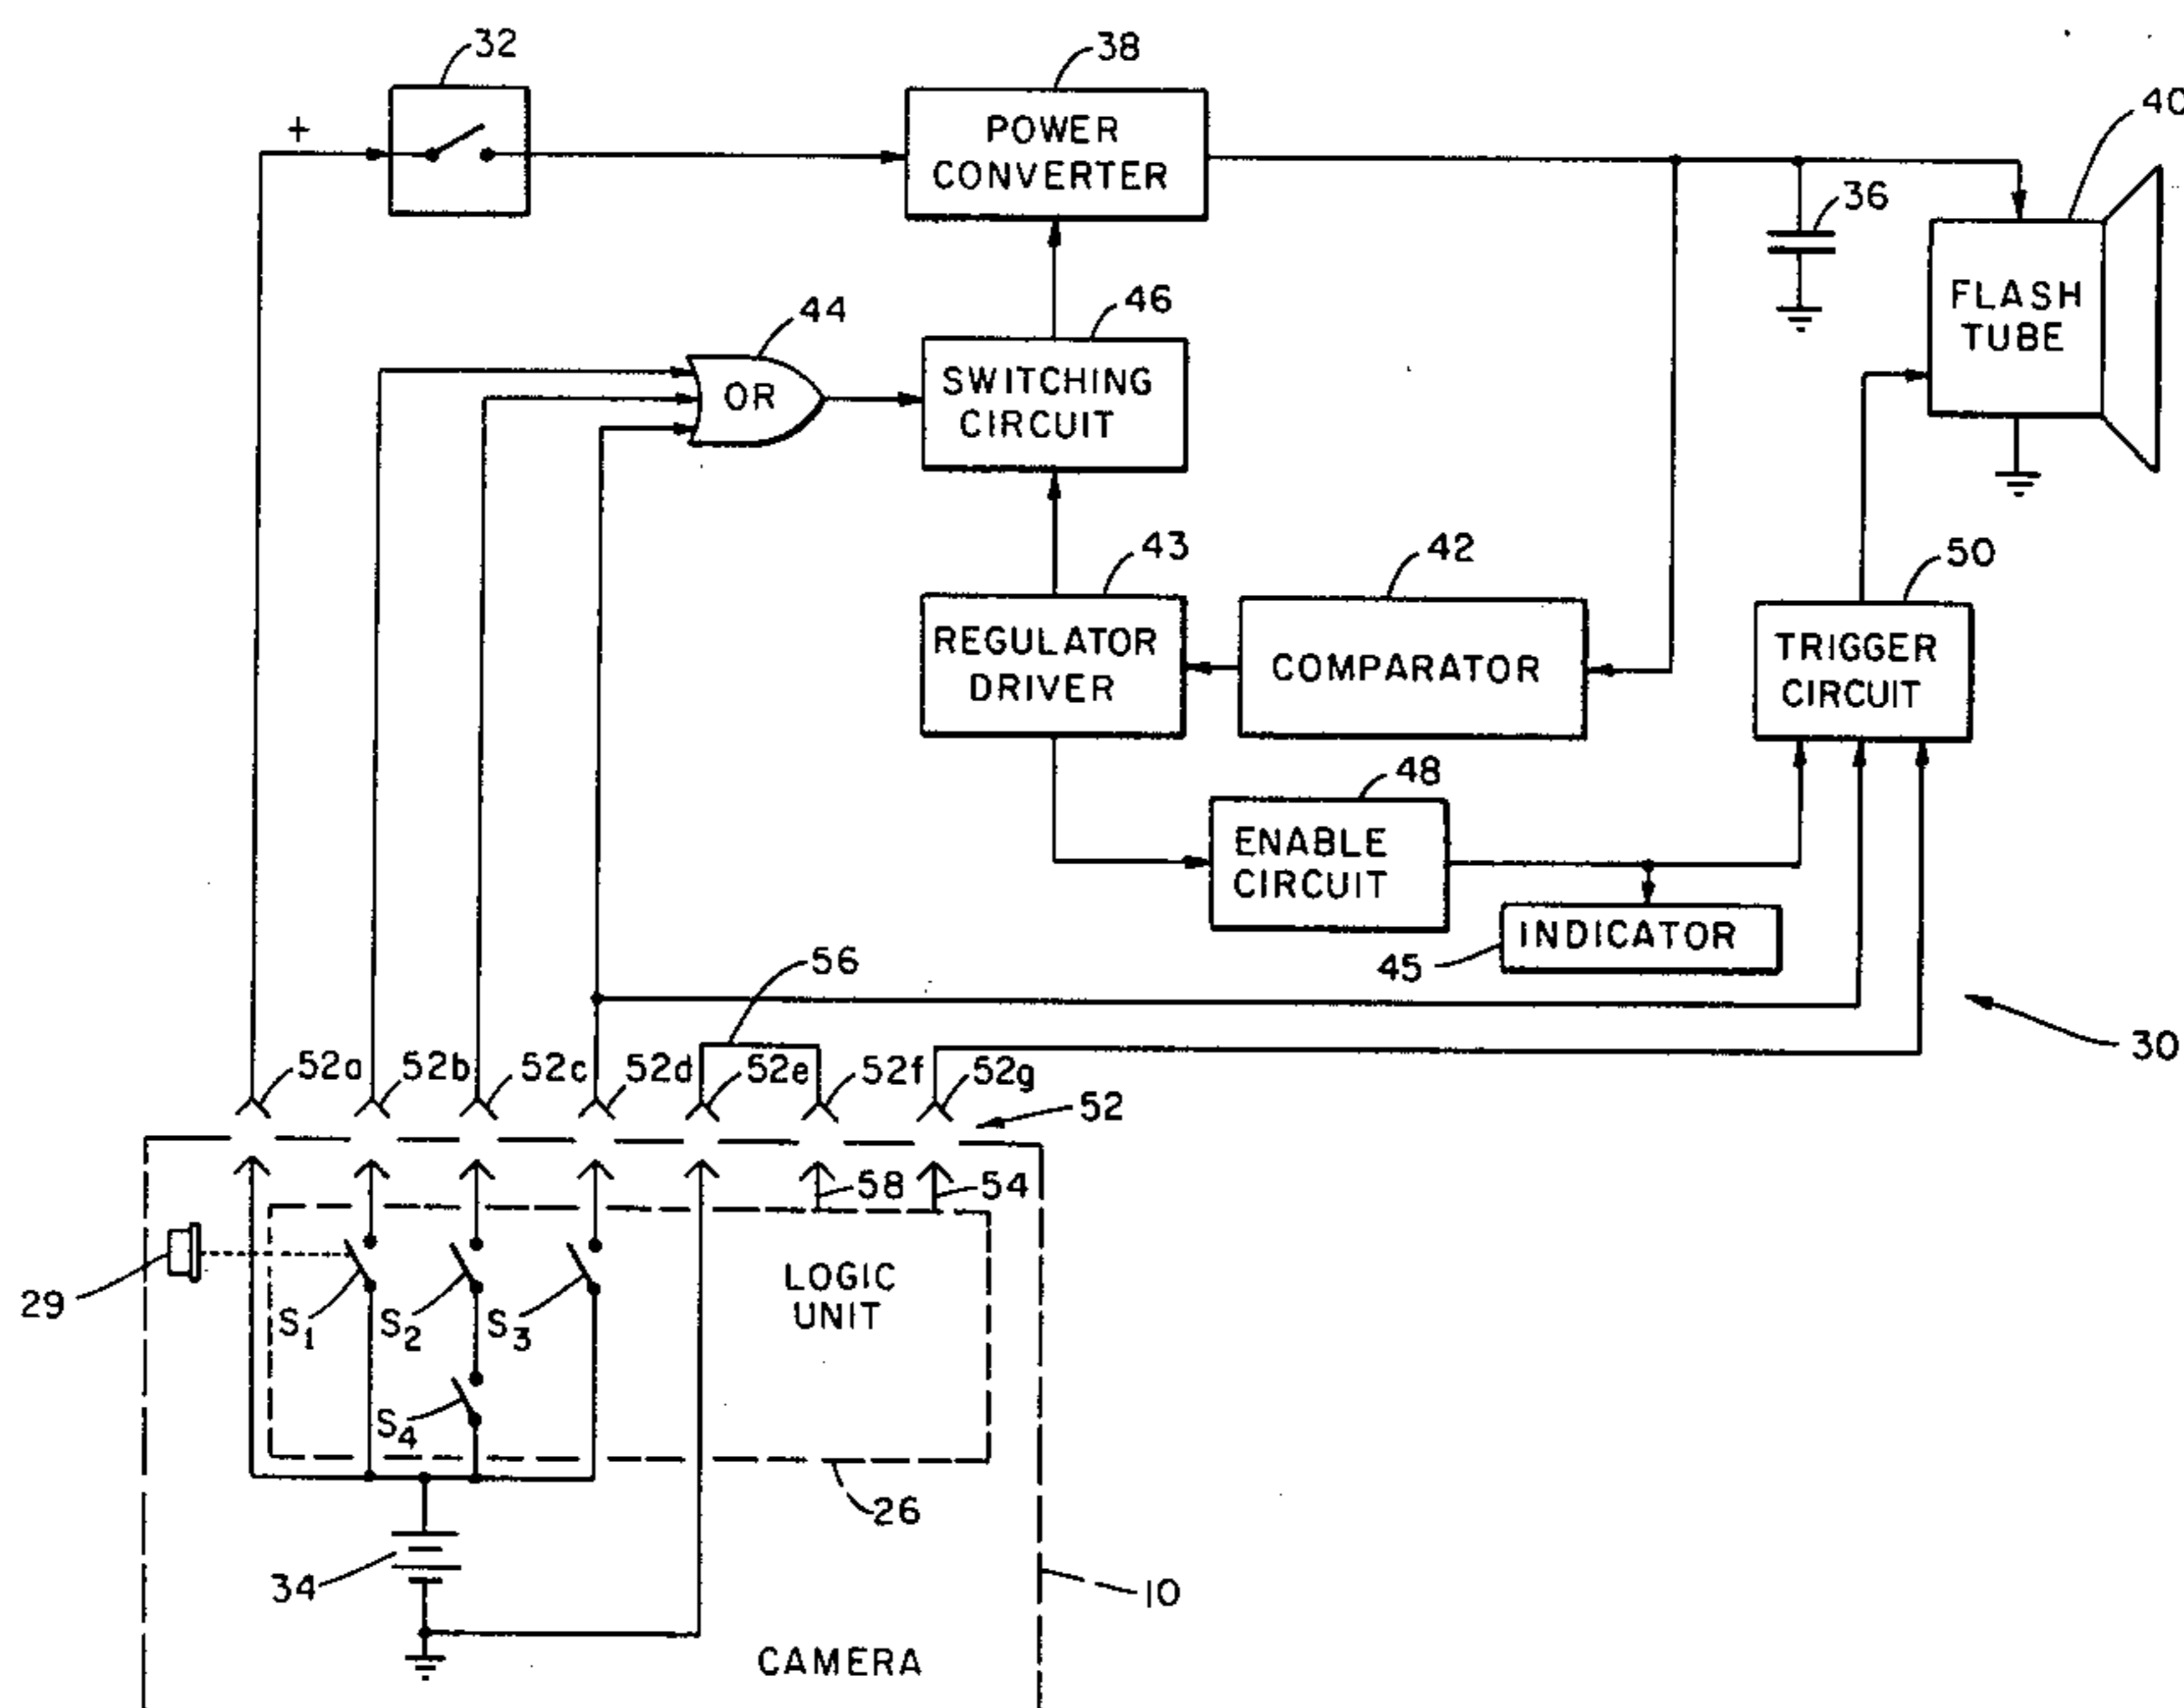 32
38
40
+
POWER
CONVERTER
36
44
46
FLASH
TUBE
OR
SWITCHING
CIRCUIT
43
42
50
REGULATOR
DRIVER
COMPARATOR
TRIGGER
CIRCUIT
48
ENABLE
CIRCUIT
INDICATOR
45
56
30
52a
52b
52c
52d
52e
52f
52g
52
58
54
29
LOGIC
UNIT
S1
S2
S3
S4
26
34
10
CAMERA